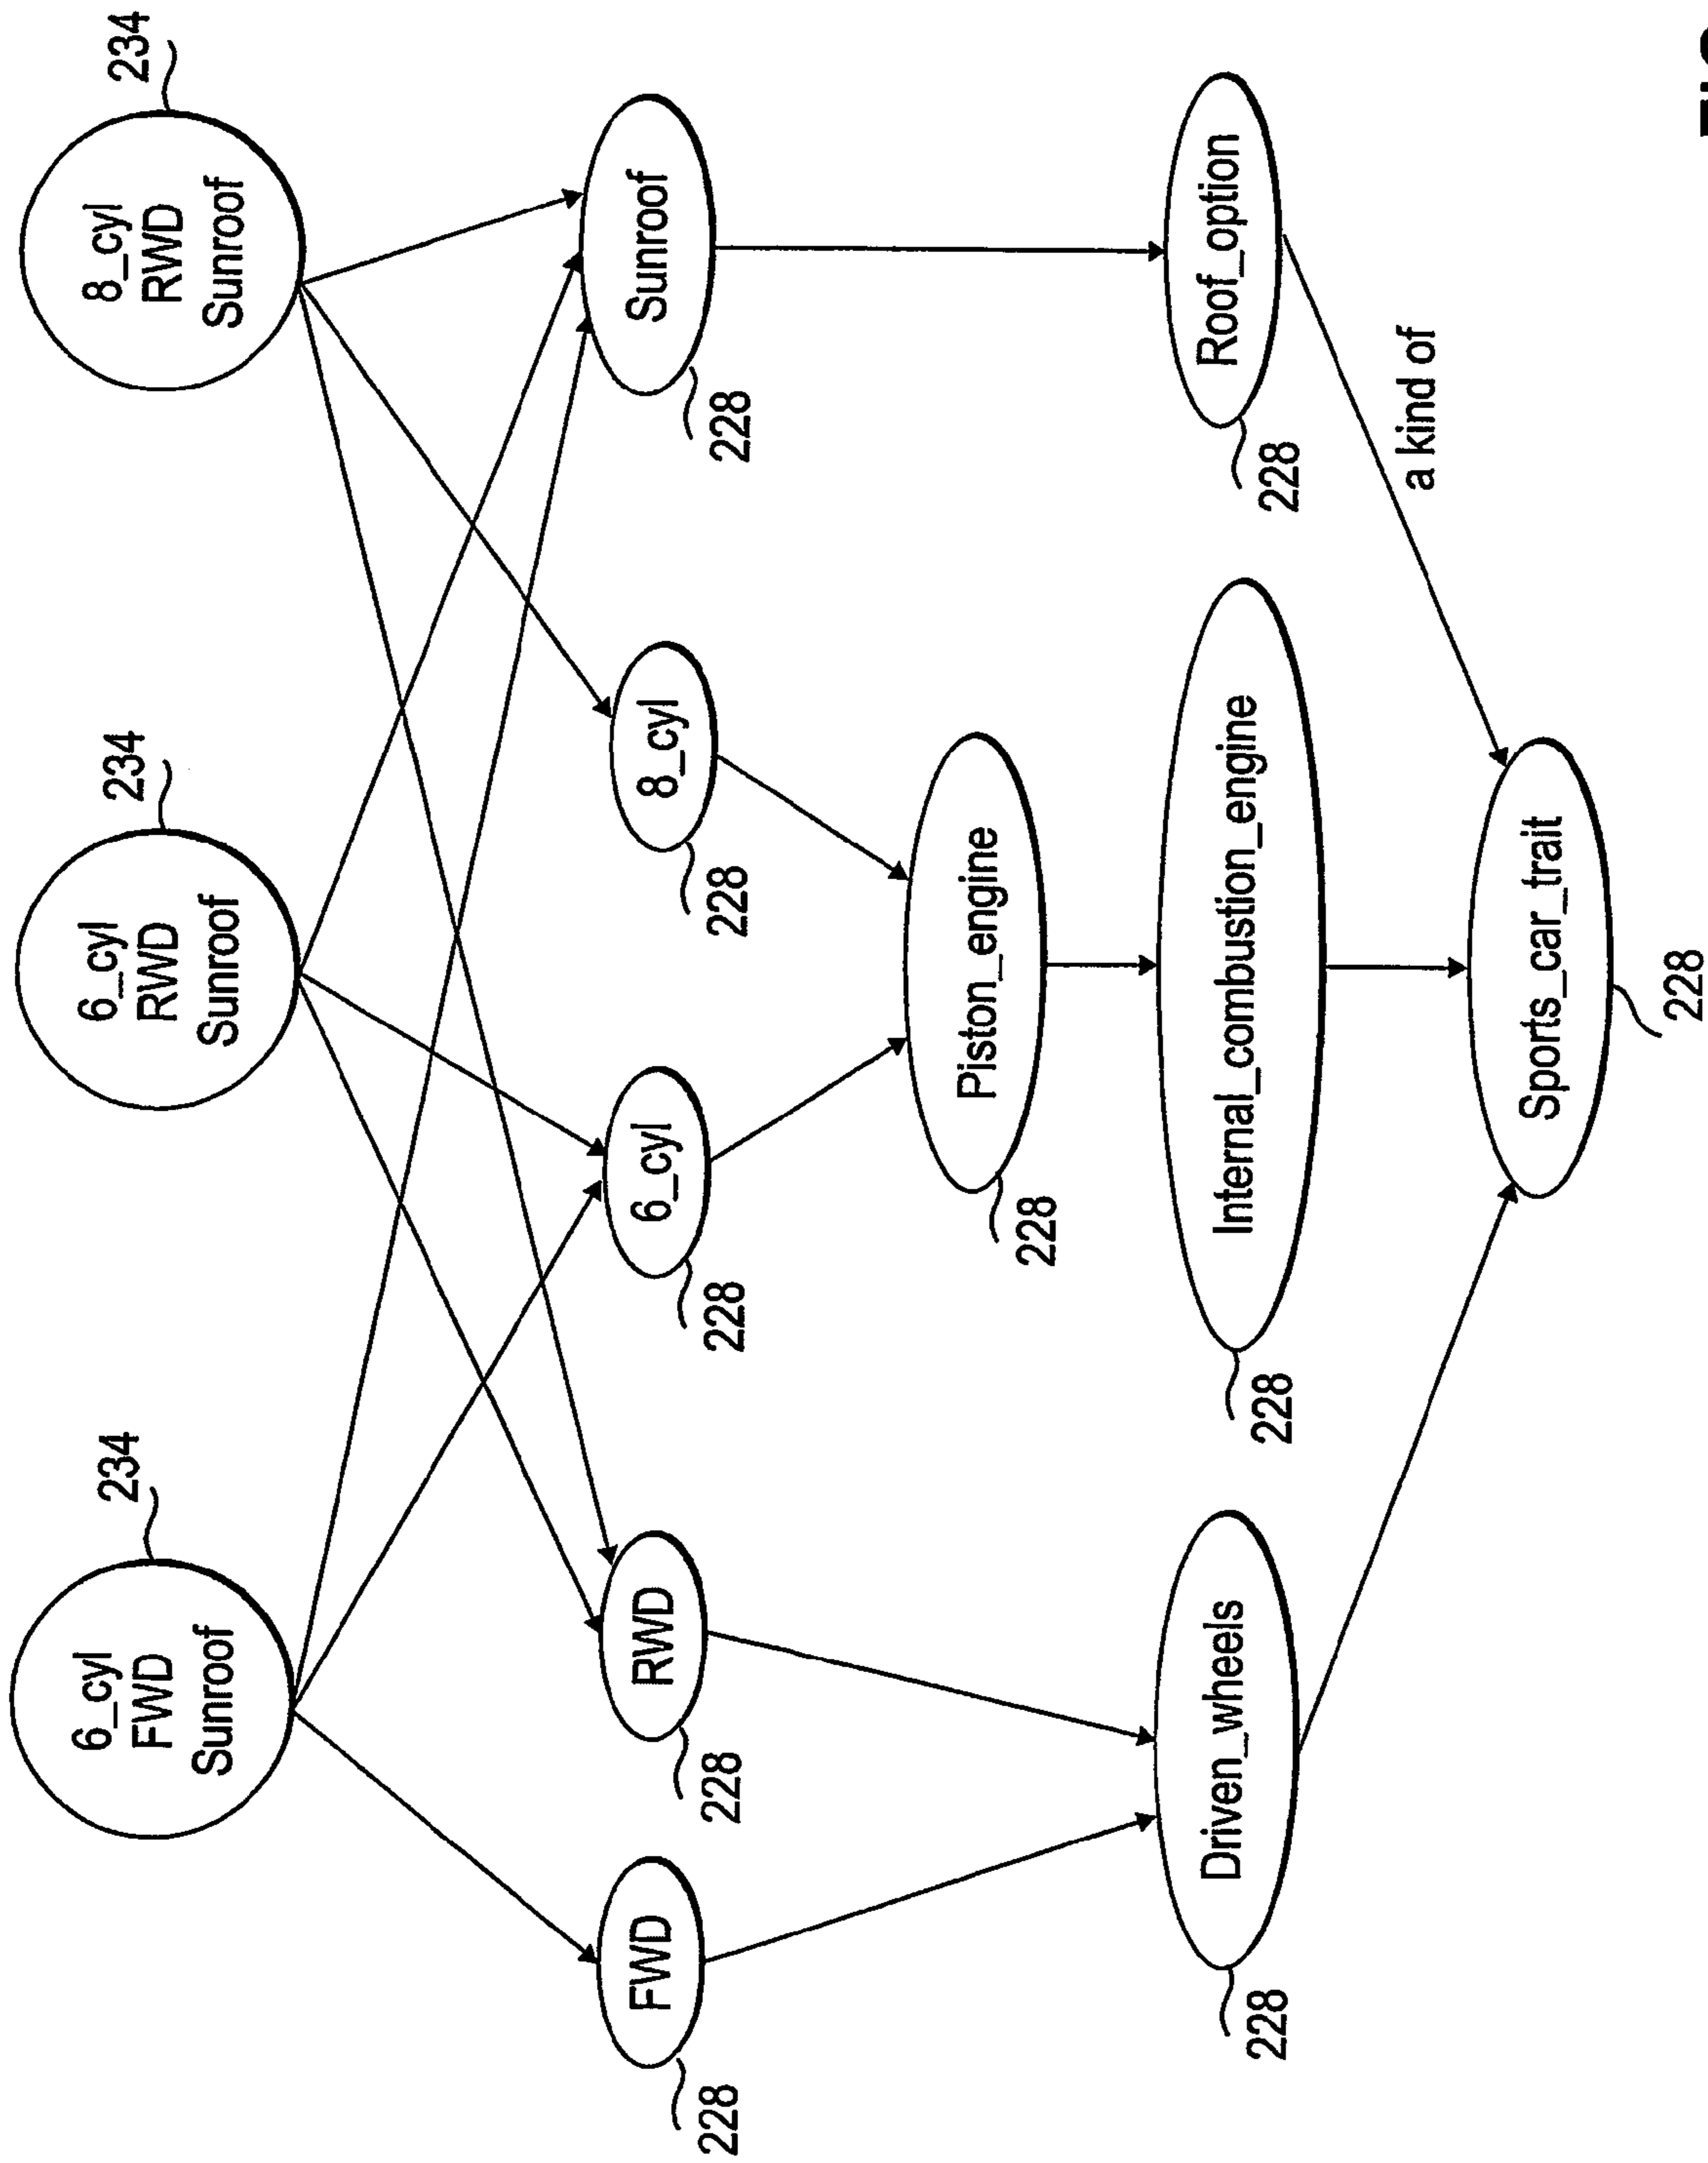 6_cyl
FWD
Sunroof
234
6_cyl
RWD
Sunroof
234
8_cyl
RWD
Sunroof
234
FWD
228
RWD
228
6_cyl
228
8_cyl
228
Sunroof
228
Piston_engine
228
Driven_wheels
228
Internal_combustion_engine
228
Roof_option
228
a kind of
Sports_car_trait
228